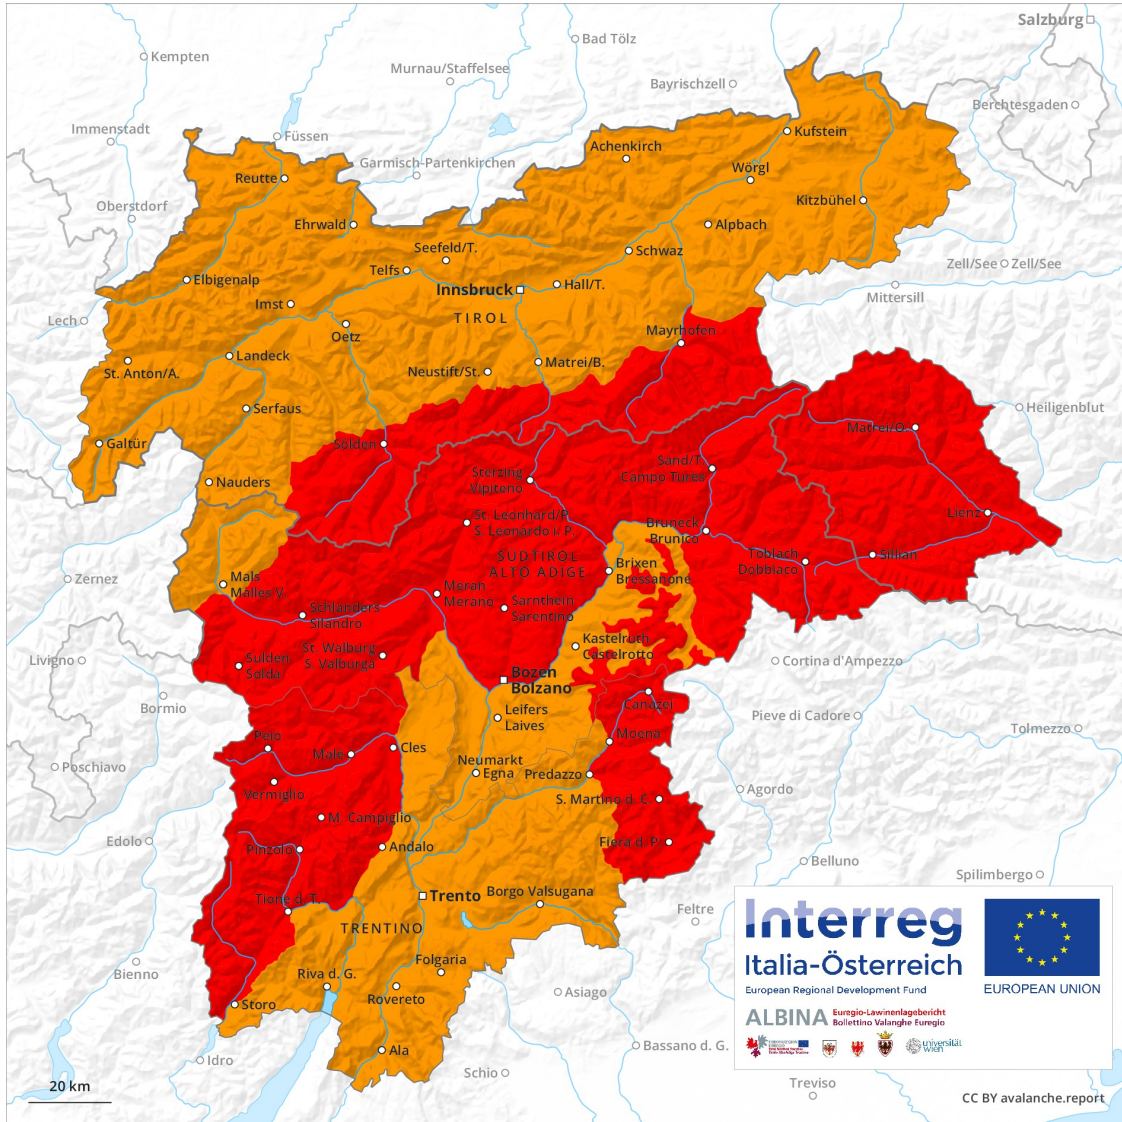 Salzburg
Bad Tölz
Kempten
Murnau/Staffelsee
Bayrischzell
Berchtesgaden
Immenstadt
Füssen
Kufstein
Achenkirch
Garmisch-Partenkirchen
Wörgl
Reutte
Oberstdorf
Kitzbühel
Ehrwald
Alpbach
Seefeld/T.
Schwaz
Telfs
Zell/See
Zell/See
Elbigenalp
Innsbruck
Hall/T.
Mittersill
Imst
TIROL
Lech
Mayrhofen
Oetz
Landeck
Matrei/B.
St. Anton/A.
Neustift/St.
Serfaus
Heiligenblut
Matrei/O.
Galtür
Sölden
Sand/T.
Campo Tures
Sterzing
Vipiteno
Nauders
St. Leonhard/P.
S. Leonardo i. P.
Lienz
Bruneck
Brunico
SÜDTIROL
ALTO ADIGE
Toblach
Dobbiaco
Sillian
Brixen
Bressanone
Zernez
Mals
Malles V.
Meran
Merano
Sarnthein
Sarentino
Schlanders
Silandro
Kastelruth
Castelrotto
St. Walburg
S. Valburga
Livigno
Sulden
Solda
Cortina d'Ampezzo
Bozen
Bolzano
Bormio
Canazei
Leifers
Laives
Pieve di Cadore
Tolmezzo
Moena
Peio
Malè
Cles
Neumarkt
Egna
Predazzo
Poschiavo
Agordo
Vermiglio
S. Martino d. C.
M. Campiglio
Edolo
Pinzolo
Andalo
Fiera d. P.
Belluno
Spilimbergo
Tione d. T.
Trento
Borgo Valsugana
Feltre
TRENTINO
Bienno
Riva d. G.
Folgaria
Rovereto
Asiago
Storo
Idro
Ala
Bassano d. G.
Schio
Treviso
20 km
Interreg
Italia-Österreich
European Regional Development Fund
EUROPEAN UNION
ALBINA
Euregio-Lawinenlagebericht
Bollettino Valanghe Euregio
universität
wien
CC BY avalanche.report